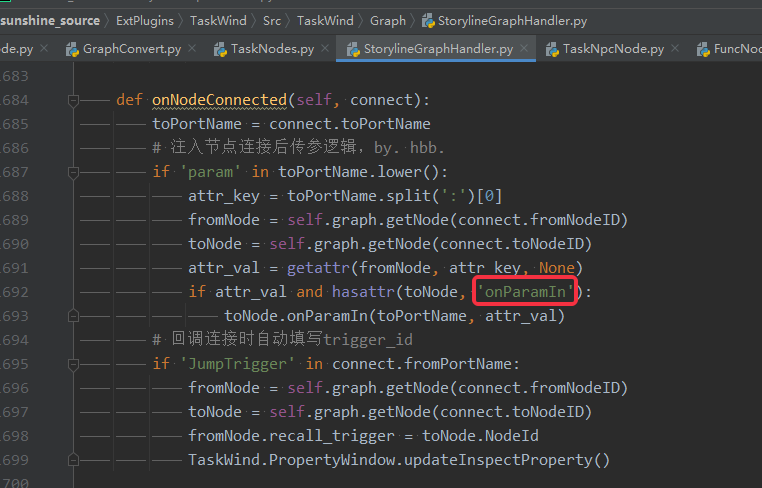 sunshine_source > ExtPlugins > TaskWind > Src > TaskWind > Graph > StorylineGraphHandler.py
de.py × GraphConvert.py × TaskNodes.py × StorylineGraphHandler.py × TaskNpcNode.py × FuncNod
683
684 def onNodeConnected(self, connect):
685 toPortName = connect.toPortName
686 # 注入节点连接后传参逻辑, by. hbb.
687 if 'param' in toPortName.lower():
688 attr_key = toPortName.split(':')[0]
689 fromNode = self.graph.getNode(connect.fromNodeID)
690 toNode = self.graph.getNode(connect.toNodeID)
691 attr_val = getattr(fromNode, attr_key, None)
692 if attr_val and hasattr(toNode, 'onParamIn'):
693 toNode.onParamIn(toPortName, attr_val)
694 # 回调连接时自动填写trigger_id
695 if 'JumpTrigger' in connect.fromPortName:
696 fromNode = self.graph.getNode(connect.fromNodeID)
697 toNode = self.graph.getNode(connect.toNodeID)
698 fromNode.recall_trigger = toNode.NodeId
699 TaskWind.PropertyWindow.updateInspectProperty()
700